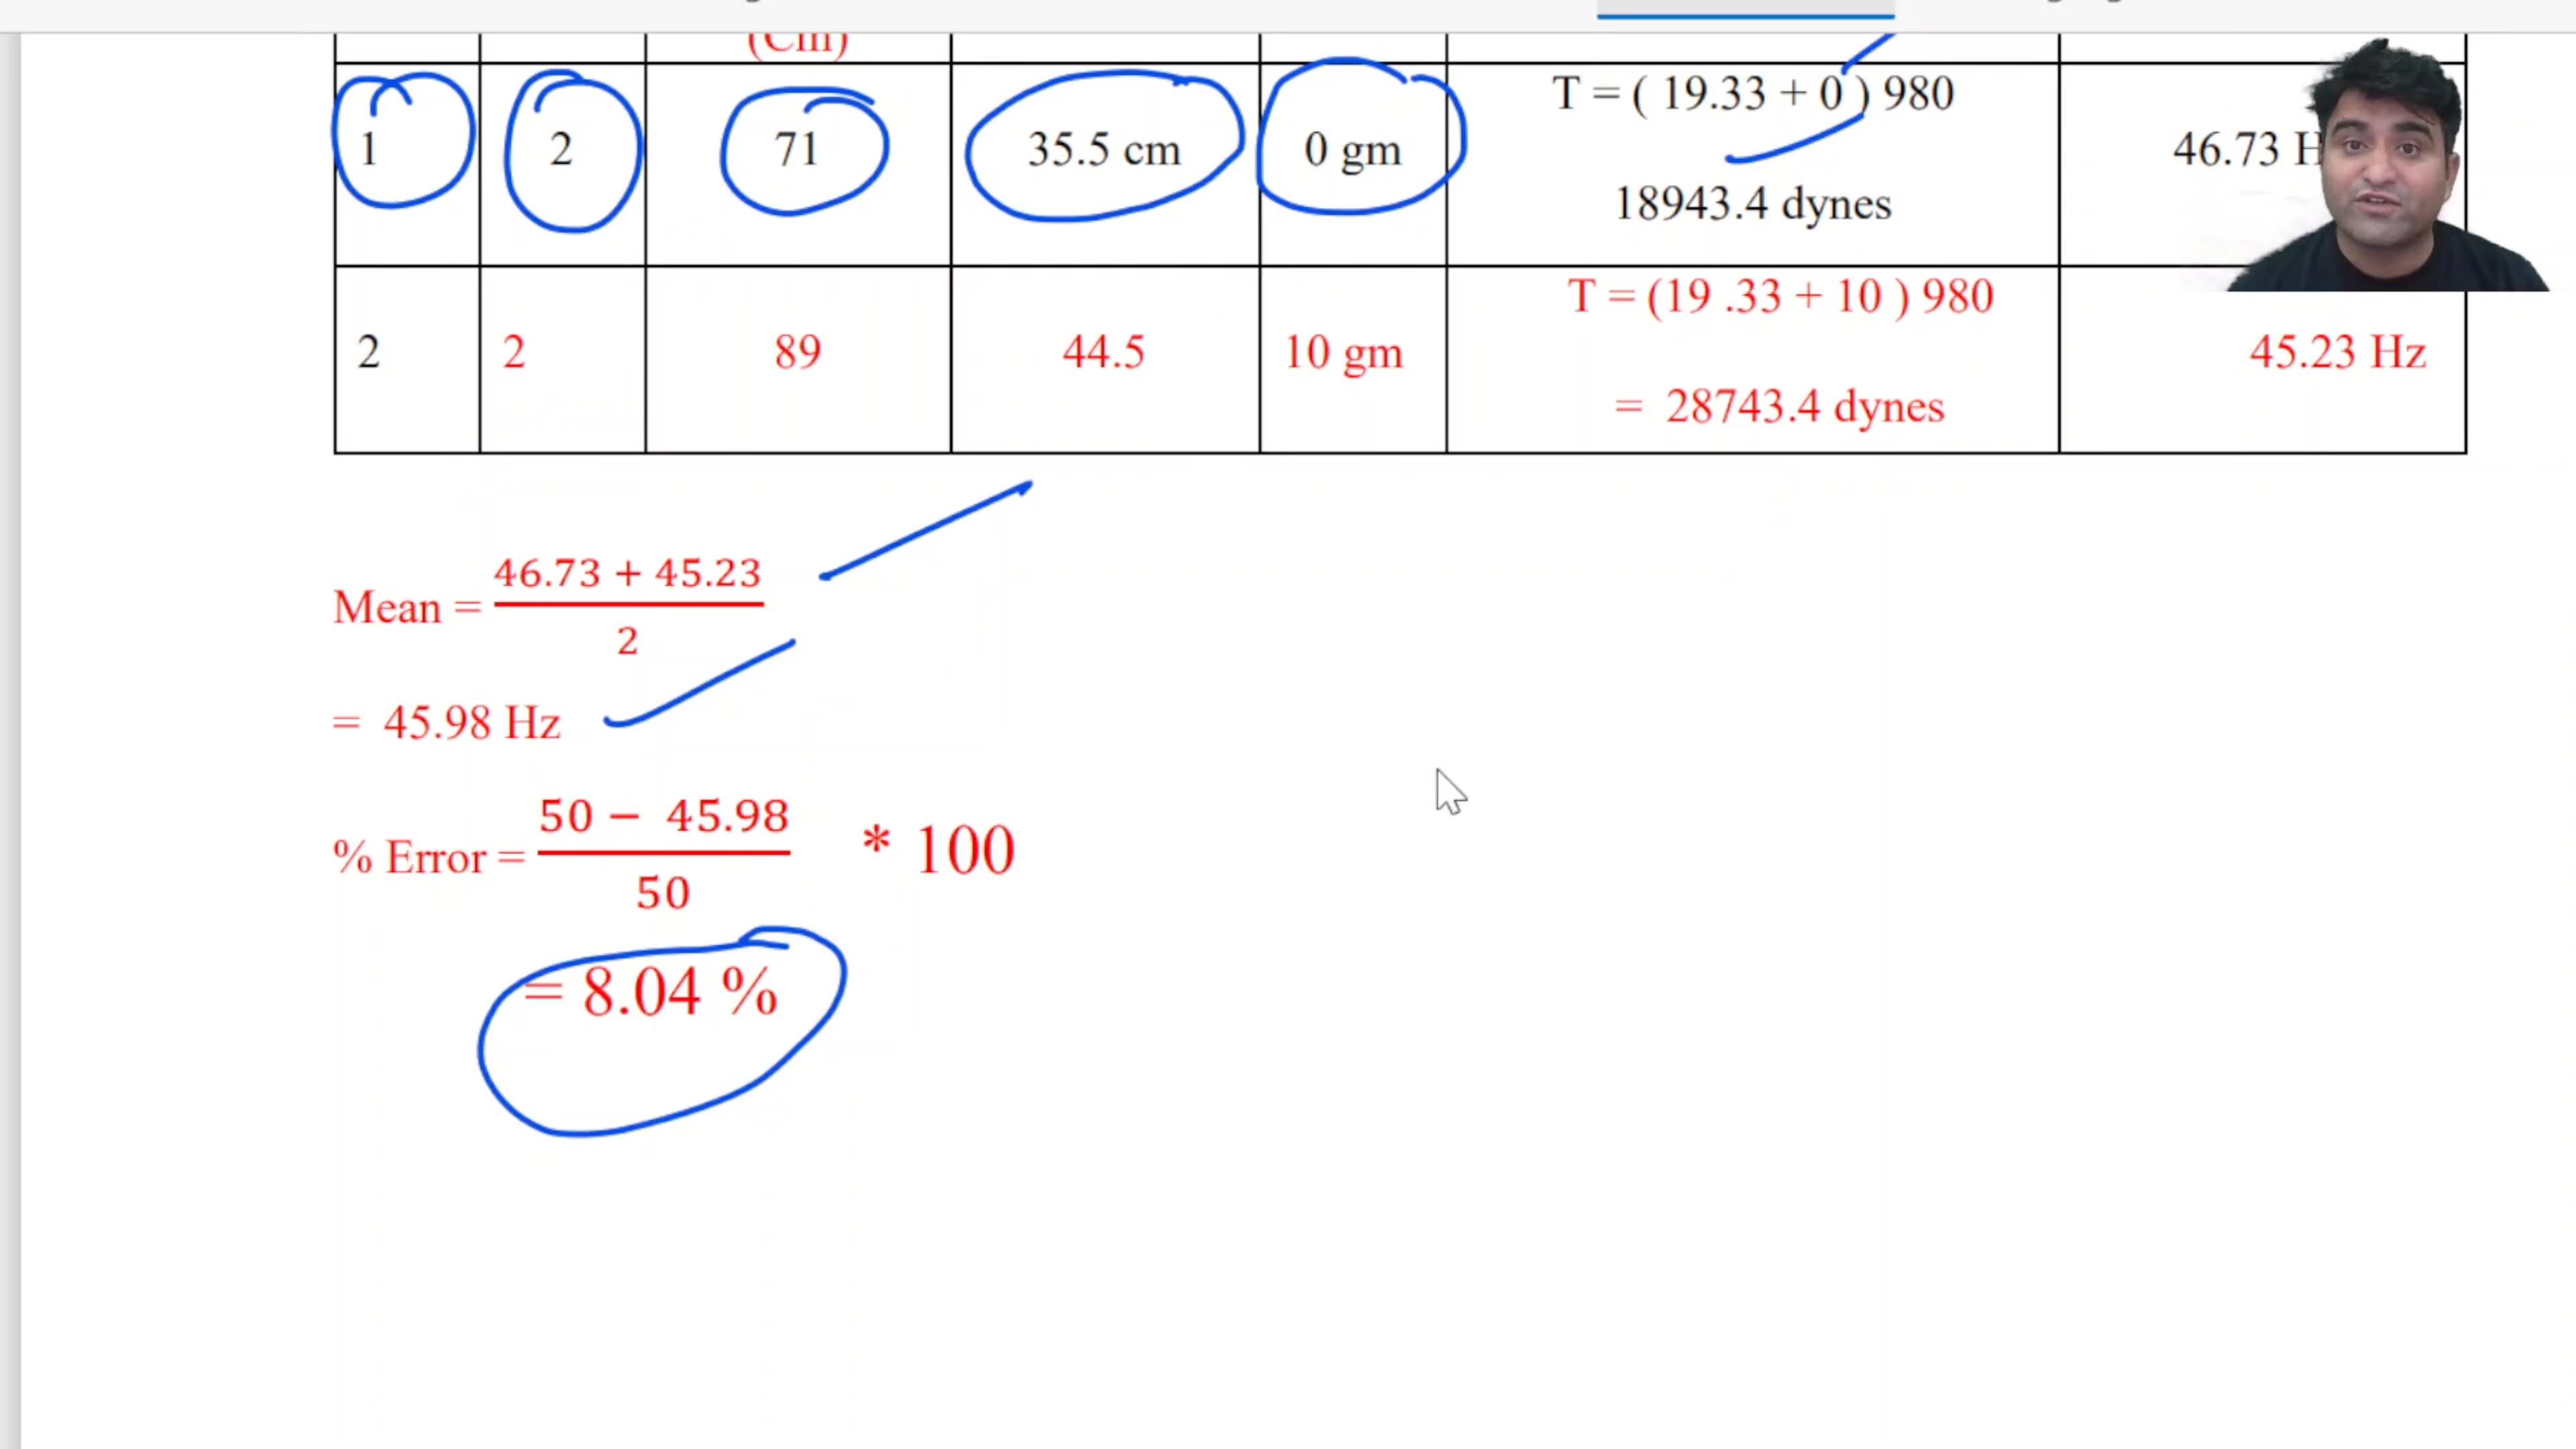 (Cm)
1 2 71 35.5 cm 0 gm T = ( 19.33 + 0 ) 980
18943.4 dynes 46.73 H
2 2 89 44.5 10 gm T = (19 .33 + 10 ) 980
= 28743.4 dynes 45.23 Hz
Mean = 46.73 + 45.23
2
= 45.98 Hz
% Error = 50 − 45.98 * 100
50
= 8.04 %